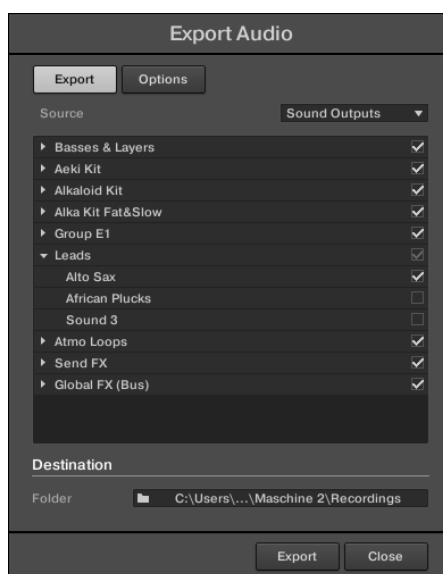 Export Audio
Export Options
Source Sound Outputs
Basses & Layers
Aeki Kit
Alkaloid Kit
Alka Kit Fat&Slow
Group E1
Leads
Alto Sax
African Plucks
Sound 3
Atmo Loops
Send FX
Global FX (Bus)
Destination
Folder C:\Users\...\Maschine 2\Recordings
Export Close